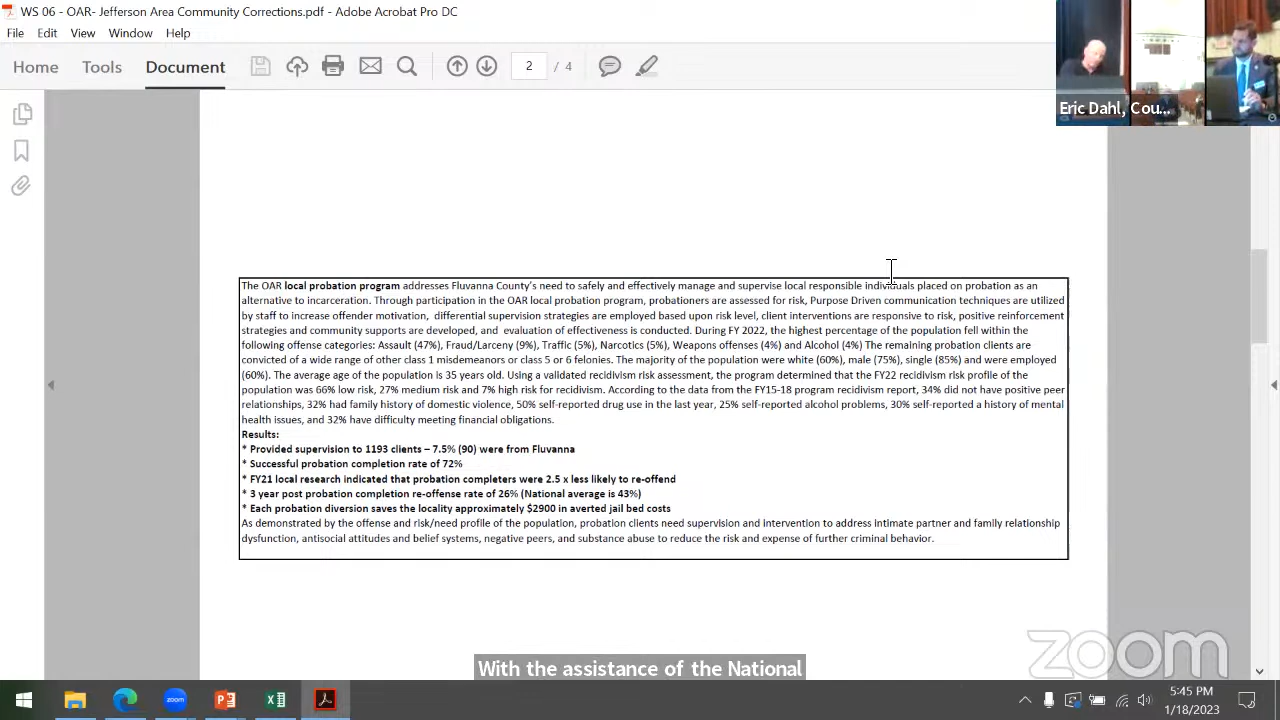 WS 06 - OAR- Jefferson Area Community Corrections.pdf - Adobe Acrobat Pro DC
File Edit View Window Help
Home Tools Document 2 / 4
Eric Dahl, Cou...
The OAR local probation program addresses Fluvanna County's need to safely and effectively manage and supervise local responsible individuals placed on probation as an
alternative to incarceration. Through participation in the OAR local probation program, probationers are assessed for risk, Purpose Driven communication techniques are utilized
by staff to increase offender motivation, differential supervision strategies are employed based upon risk level, client interventions are responsive to risk, positive reinforcement
strategies and community supports are developed, and evaluation of effectiveness is conducted. During FY 2022, the highest percentage of the population fell within the
following offense categories: Assault (47%), Fraud/Larceny (9%), Traffic (5%), Narcotics (5%), Weapons offenses (4%) and Alcohol (4%) The remaining probation clients are
convicted of a wide range of other class 1 misdemeanors or class 5 or 6 felonies. The majority of the population were white (60%), male (75%), single (85%) and were employed
(60%). The average age of the population is 35 years old. Using a validated recidivism risk assessment, the program determined that the FY22 recidivism risk profile of the
population was 66% low risk, 27% medium risk and 7% high risk for recidivism. According to the data from the FY15-18 program recidivism report, 34% did not have positive peer
relationships, 32% had family history of domestic violence, 50% self-reported drug use in the last year, 25% self-reported alcohol problems, 30% self-reported a history of mental
health issues, and 32% have difficulty meeting financial obligations.
Results:
* Provided supervision to 1193 clients – 7.5% (90) were from Fluvanna
* Successful probation completion rate of 72%
* FY21 local research indicated that probation completers were 2.5 x less likely to re-offend
* 3 year post probation completion re-offense rate of 26% (National average is 43%)
* Each probation diversion saves the locality approximately $2900 in averted jail bed costs
As demonstrated by the offense and risk/need profile of the population, probation clients need supervision and intervention to address intimate partner and family relationship
dysfunction, antisocial attitudes and belief systems, negative peers, and substance abuse to reduce the risk and expense of further criminal behavior.
zoom
With the assistance of the National
zoom
5:45 PM
1/18/2023